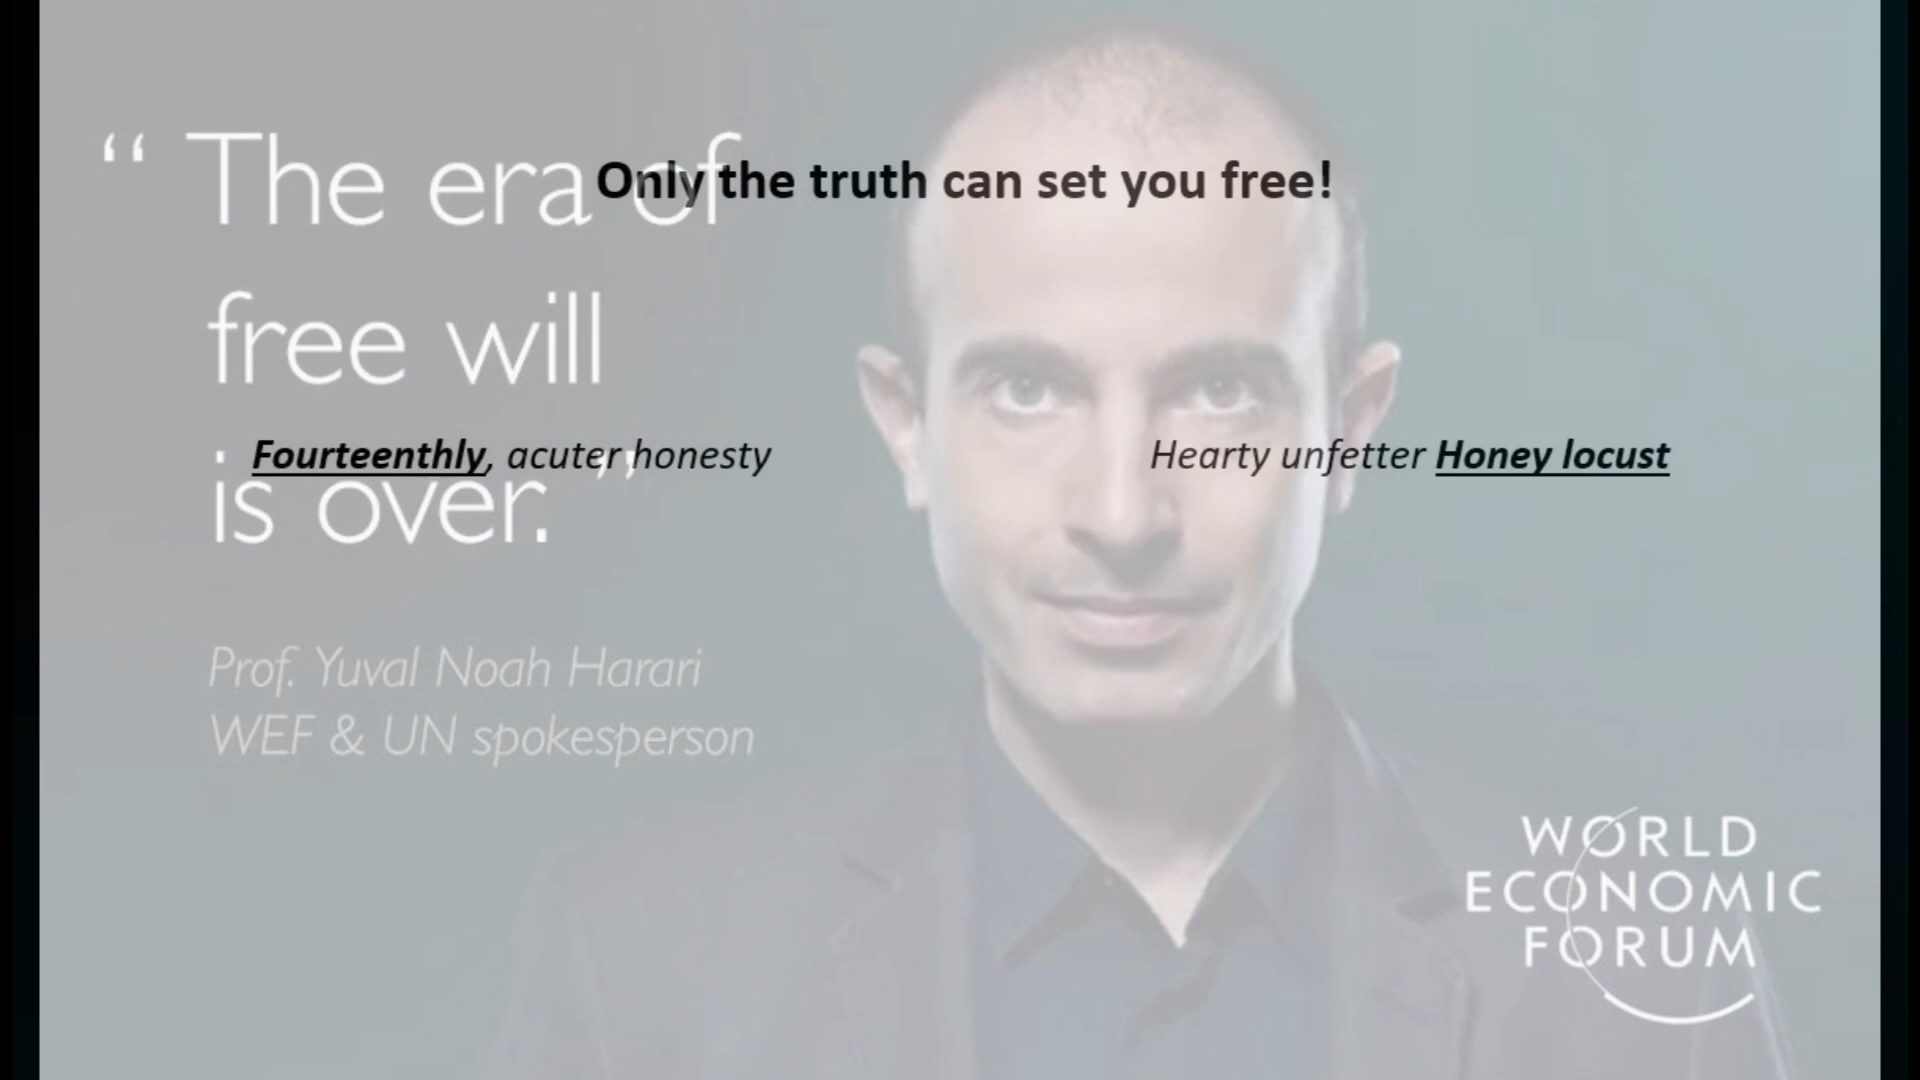 Only the truth can set you free!
“ The era of
free will
is over. ”
Fourteenthly, acuter honesty
Hearty unfetter Honey locust
Prof. Yuval Noah Harari
WEF & UN spokesperson
WORLD
ECONOMIC
FORUM